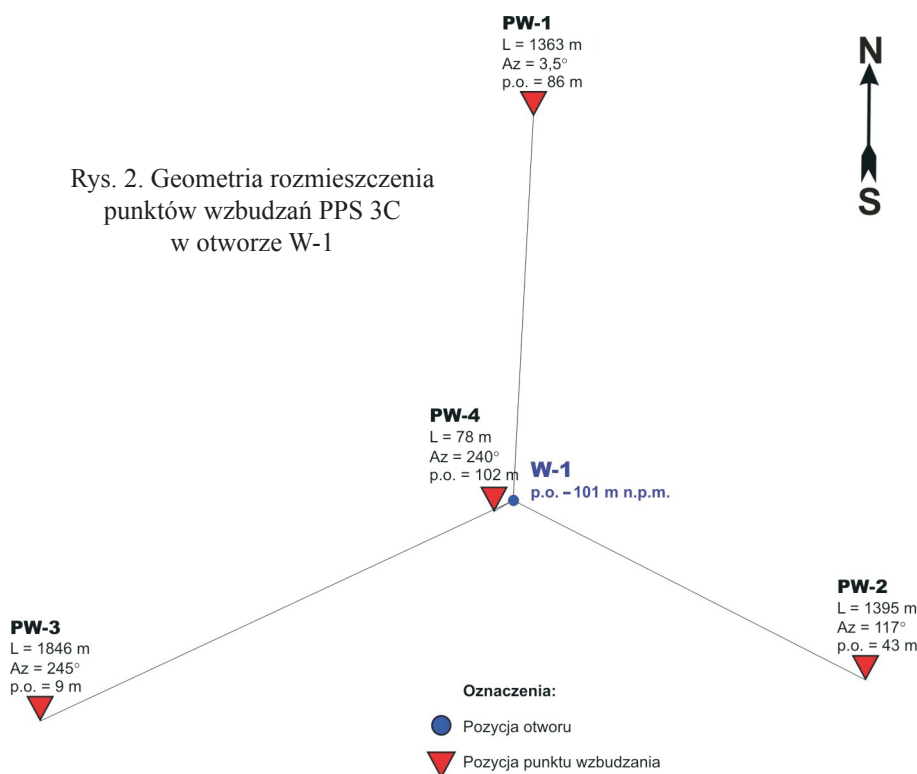 PW-1
L = 1363 m
Az = 3,5°
p.o. = 86 m
N
S
Rys. 2. Geometria rozmieszczenia
punktów wzbudzań PPS 3C
w otworze W-1
PW-4
L = 78 m
Az = 240°
p.o. = 102 m
W-1
p.o. – 101 m n.p.m.
PW-3
L = 1846 m
Az = 245°
p.o. = 9 m
PW-2
L = 1395 m
Az = 117°
p.o. = 43 m
Oznaczenia:
Pozycja otworu
Pozycja punktu wzbudzania